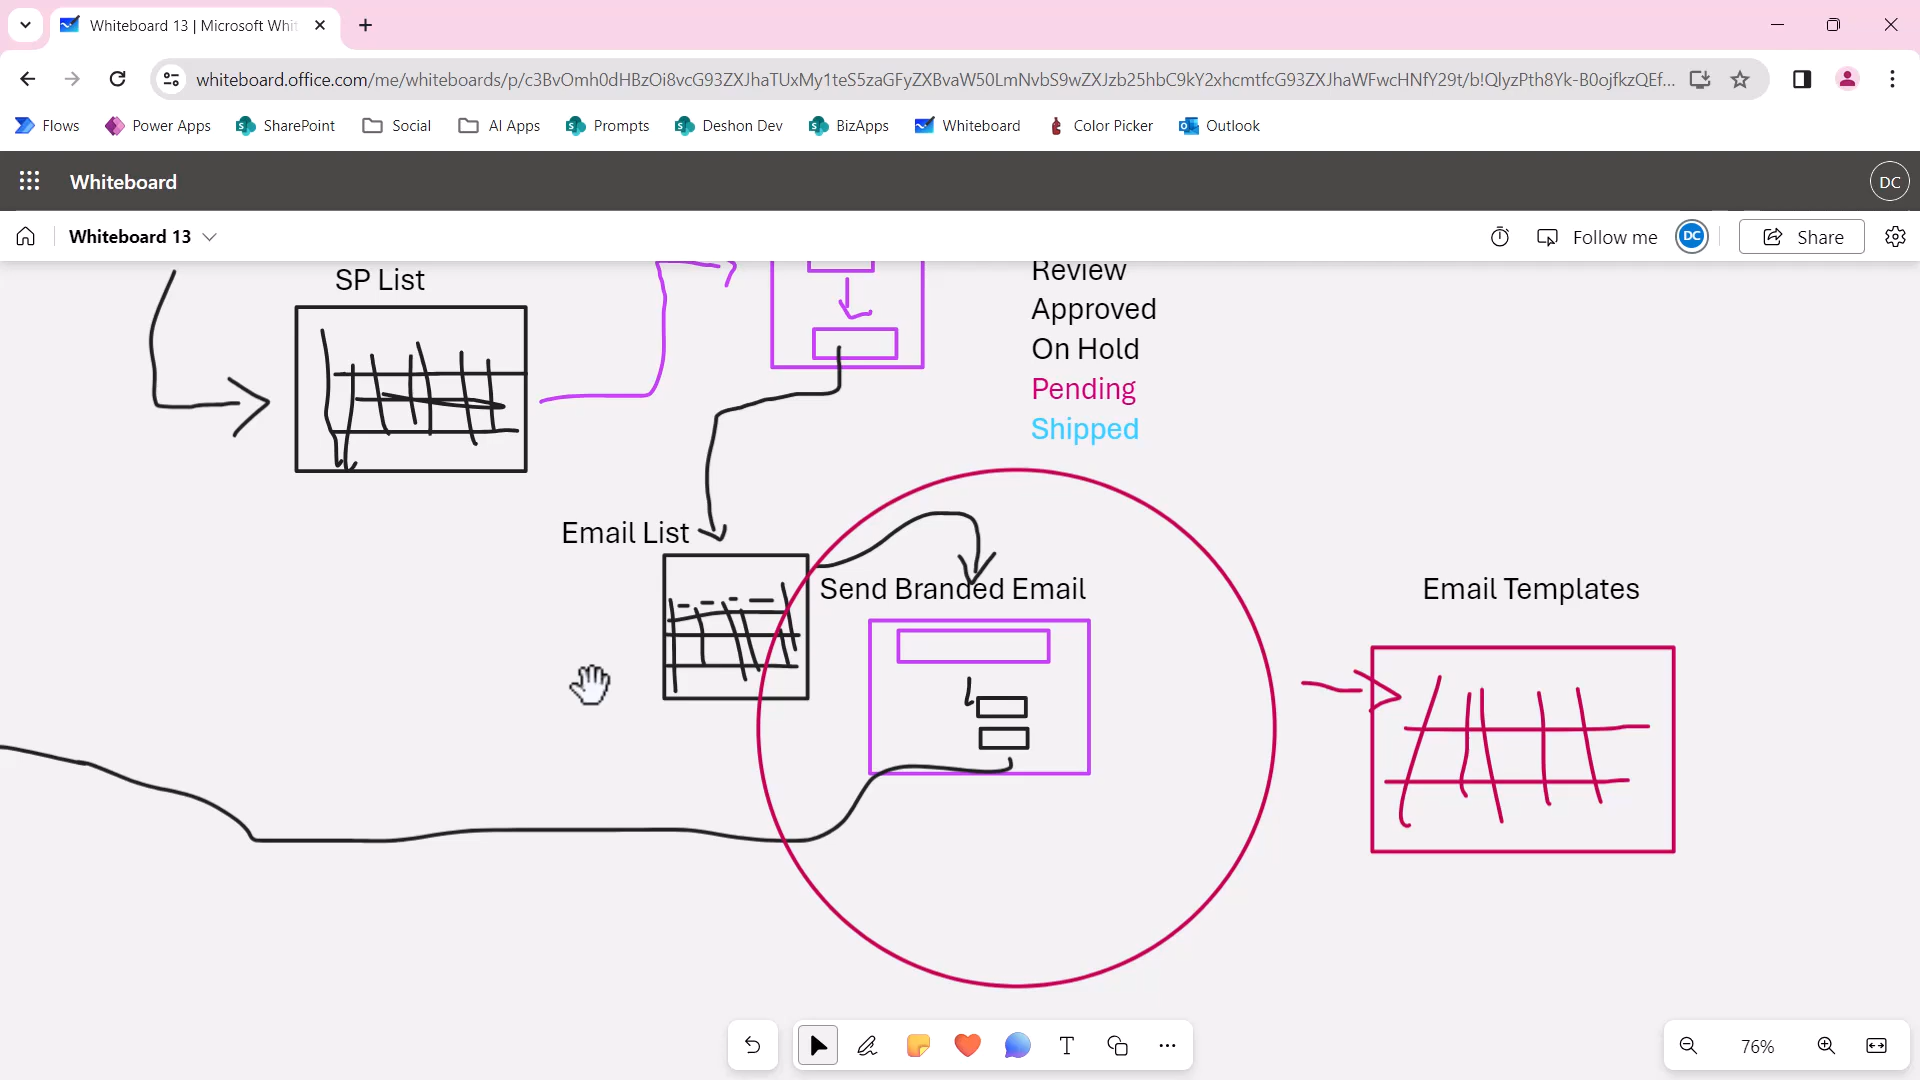 Whiteboard 13 | Microsoft Whit
whiteboard.office.com/me/whiteboards/p/c3BvOmh0dHBzOi8vcG93ZXJhaTUxMy1teS5zaGFyZXBvaW50LmNvbS9wZXJzb25hbC9kY2xhcmtfcG93ZXJhaWFwcHNfY29t/b!QlyzPth8Yk-B0ojfkzQEf...
Flows
Power Apps
SharePoint
Social
AI Apps
Prompts
Deshon Dev
BizApps
Whiteboard
Color Picker
Outlook
Whiteboard
DC
Whiteboard 13
Follow me
DC
Share
SP List
Review
Approved
On Hold
Pending
Shipped
Email List
Send Branded Email
Email Templates
76%